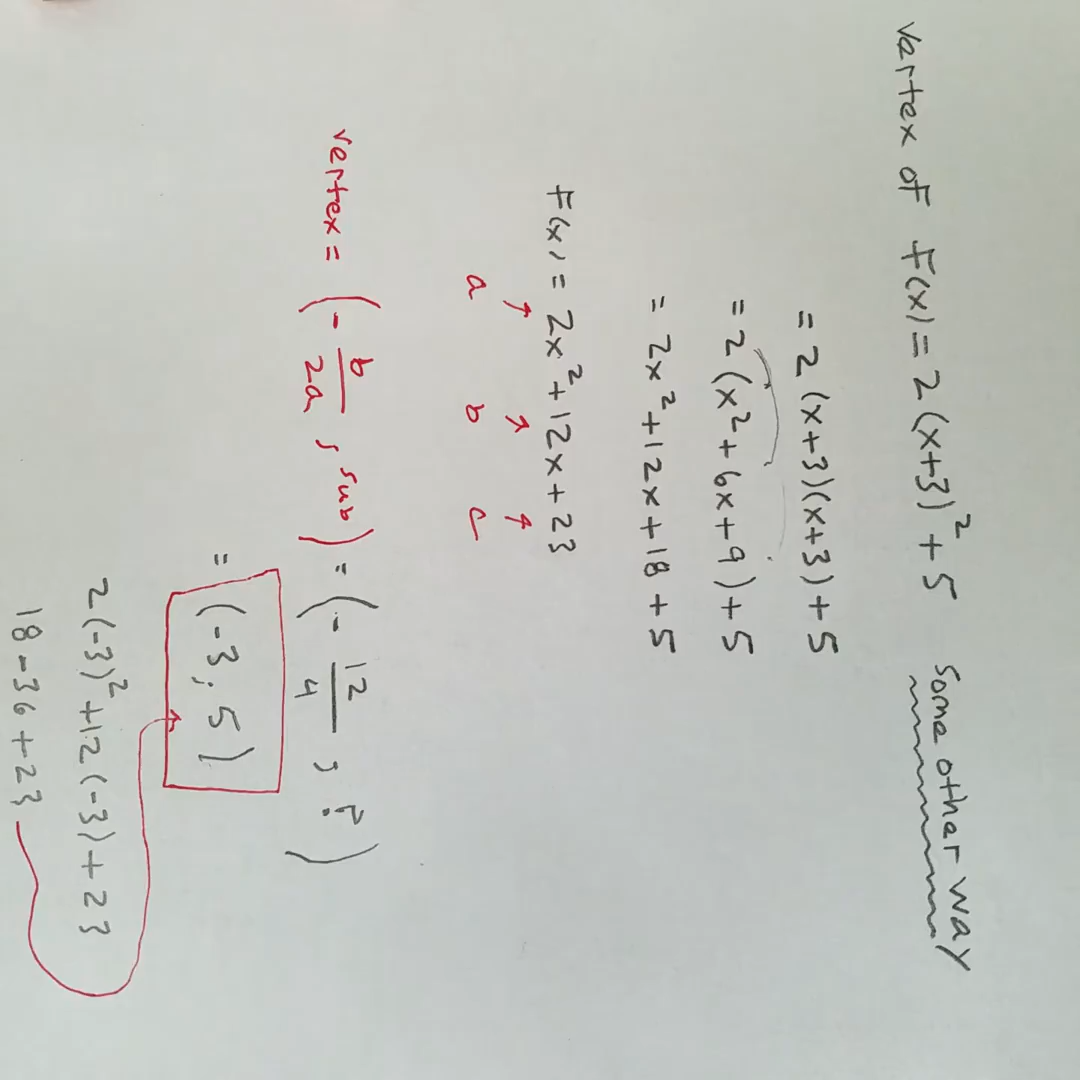 vertex of f(x) = 2(x+3)² + 5 some other way
= 2(x+3)(x+3) + 5
= 2(x² + 6x + 9) + 5
= 2x² + 12x + 18 + 5
F(x) = 2x² + 12x + 23
↑ ↑ ↑
a b c
vertex = (- b/2a , sub) = (- 12/4 , ?)
= (-3, 5)
2(-3)² + 12(-3) + 23
18 - 36 + 23